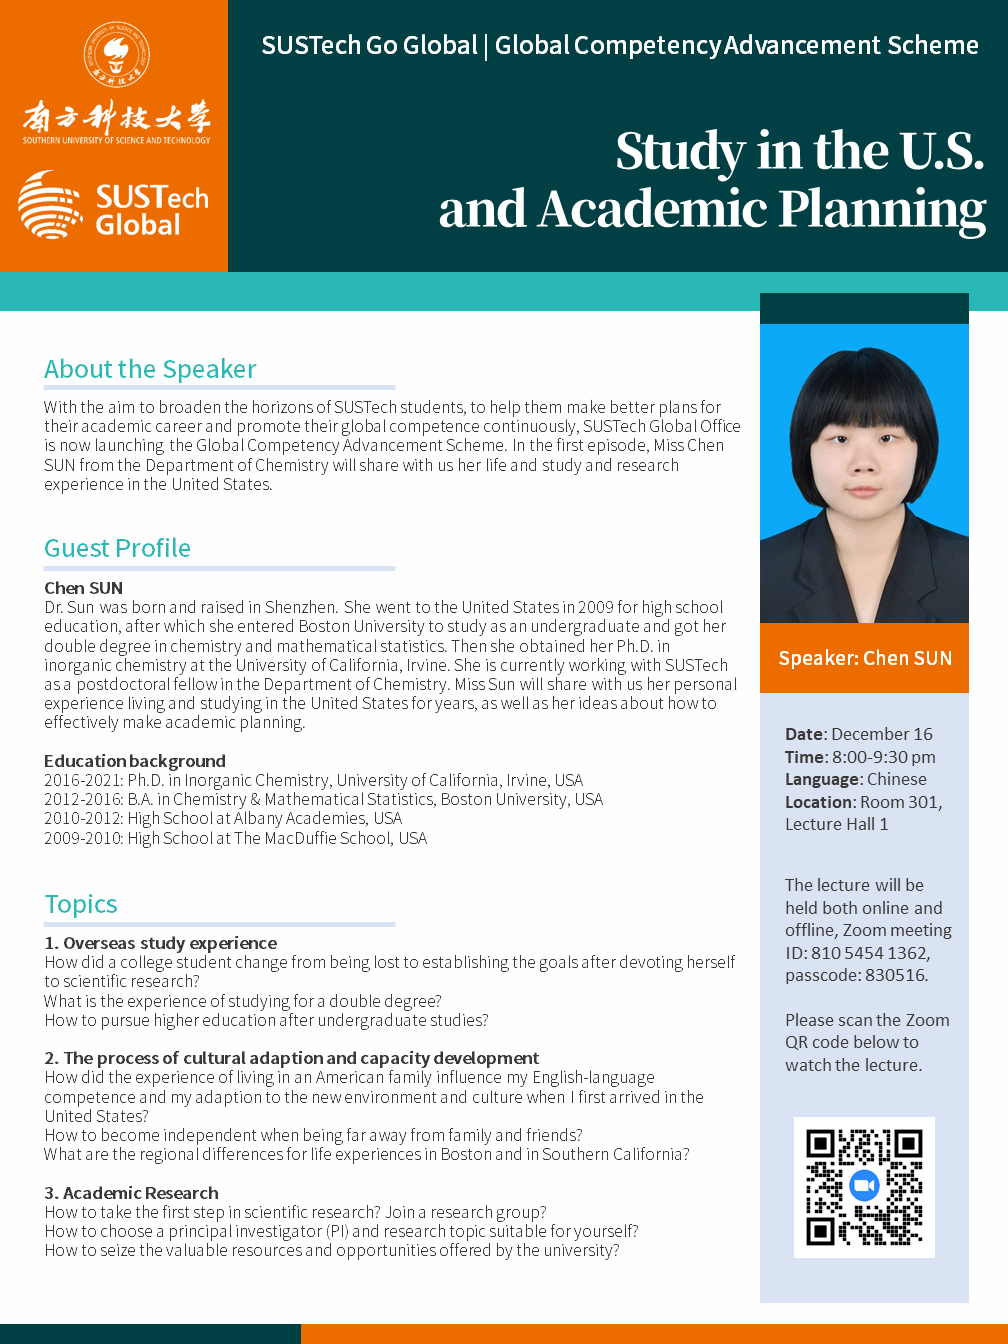 南方科技大学
SOUTHERN UNIVERSITY OF SCIENCE AND TECHNOLOGY
SUSTech
Global
SUSTech Go Global | Global Competency Advancement Scheme
Study in the U.S.
and Academic Planning
About the Speaker
With the aim to broaden the horizons of SUSTech students, to help them make better plans for
their academic career and promote their global competence continuously, SUSTech Global Office
is now launching the Global Competency Advancement Scheme. In the first episode, Miss Chen
SUN from the Department of Chemistry will share with us her life and study and research
experience in the United States.
Guest Profile
Chen SUN
Dr. Sun was born and raised in Shenzhen. She went to the United States in 2009 for high school
education, after which she entered Boston University to study as an undergraduate and got her
double degree in chemistry and mathematical statistics. Then she obtained her Ph.D. in
inorganic chemistry at the University of California, Irvine. She is currently working with SUSTech
as a postdoctoral fellow in the Department of Chemistry. Miss Sun will share with us her personal
experience living and studying in the United States for years, as well as her ideas about how to
effectively make academic planning.
Education background
2016-2021: Ph.D. in Inorganic Chemistry, University of California, Irvine, USA
2012-2016: B.A. in Chemistry & Mathematical Statistics, Boston University, USA
2010-2012: High School at Albany Academies, USA
2009-2010: High School at The MacDuffie School, USA
Topics
1. Overseas study experience
How did a college student change from being lost to establishing the goals after devoting herself
to scientific research?
What is the experience of studying for a double degree?
How to pursue higher education after undergraduate studies?
2. The process of cultural adaption and capacity development
How did the experience of living in an American family influence my English-language
competence and my adaption to the new environment and culture when I first arrived in the
United States?
How to become independent when being far away from family and friends?
What are the regional differences for life experiences in Boston and in Southern California?
3. Academic Research
How to take the first step in scientific research? Join a research group?
How to choose a principal investigator (PI) and research topic suitable for yourself?
How to seize the valuable resources and opportunities offered by the university?
Speaker: Chen SUN
Date: December 16
Time: 8:00-9:30 pm
Language: Chinese
Location: Room 301,
Lecture Hall 1
The lecture will be
held both online and
offline, Zoom meeting
ID: 810 5454 1362,
passcode: 830516.
Please scan the Zoom
QR code below to
watch the lecture.